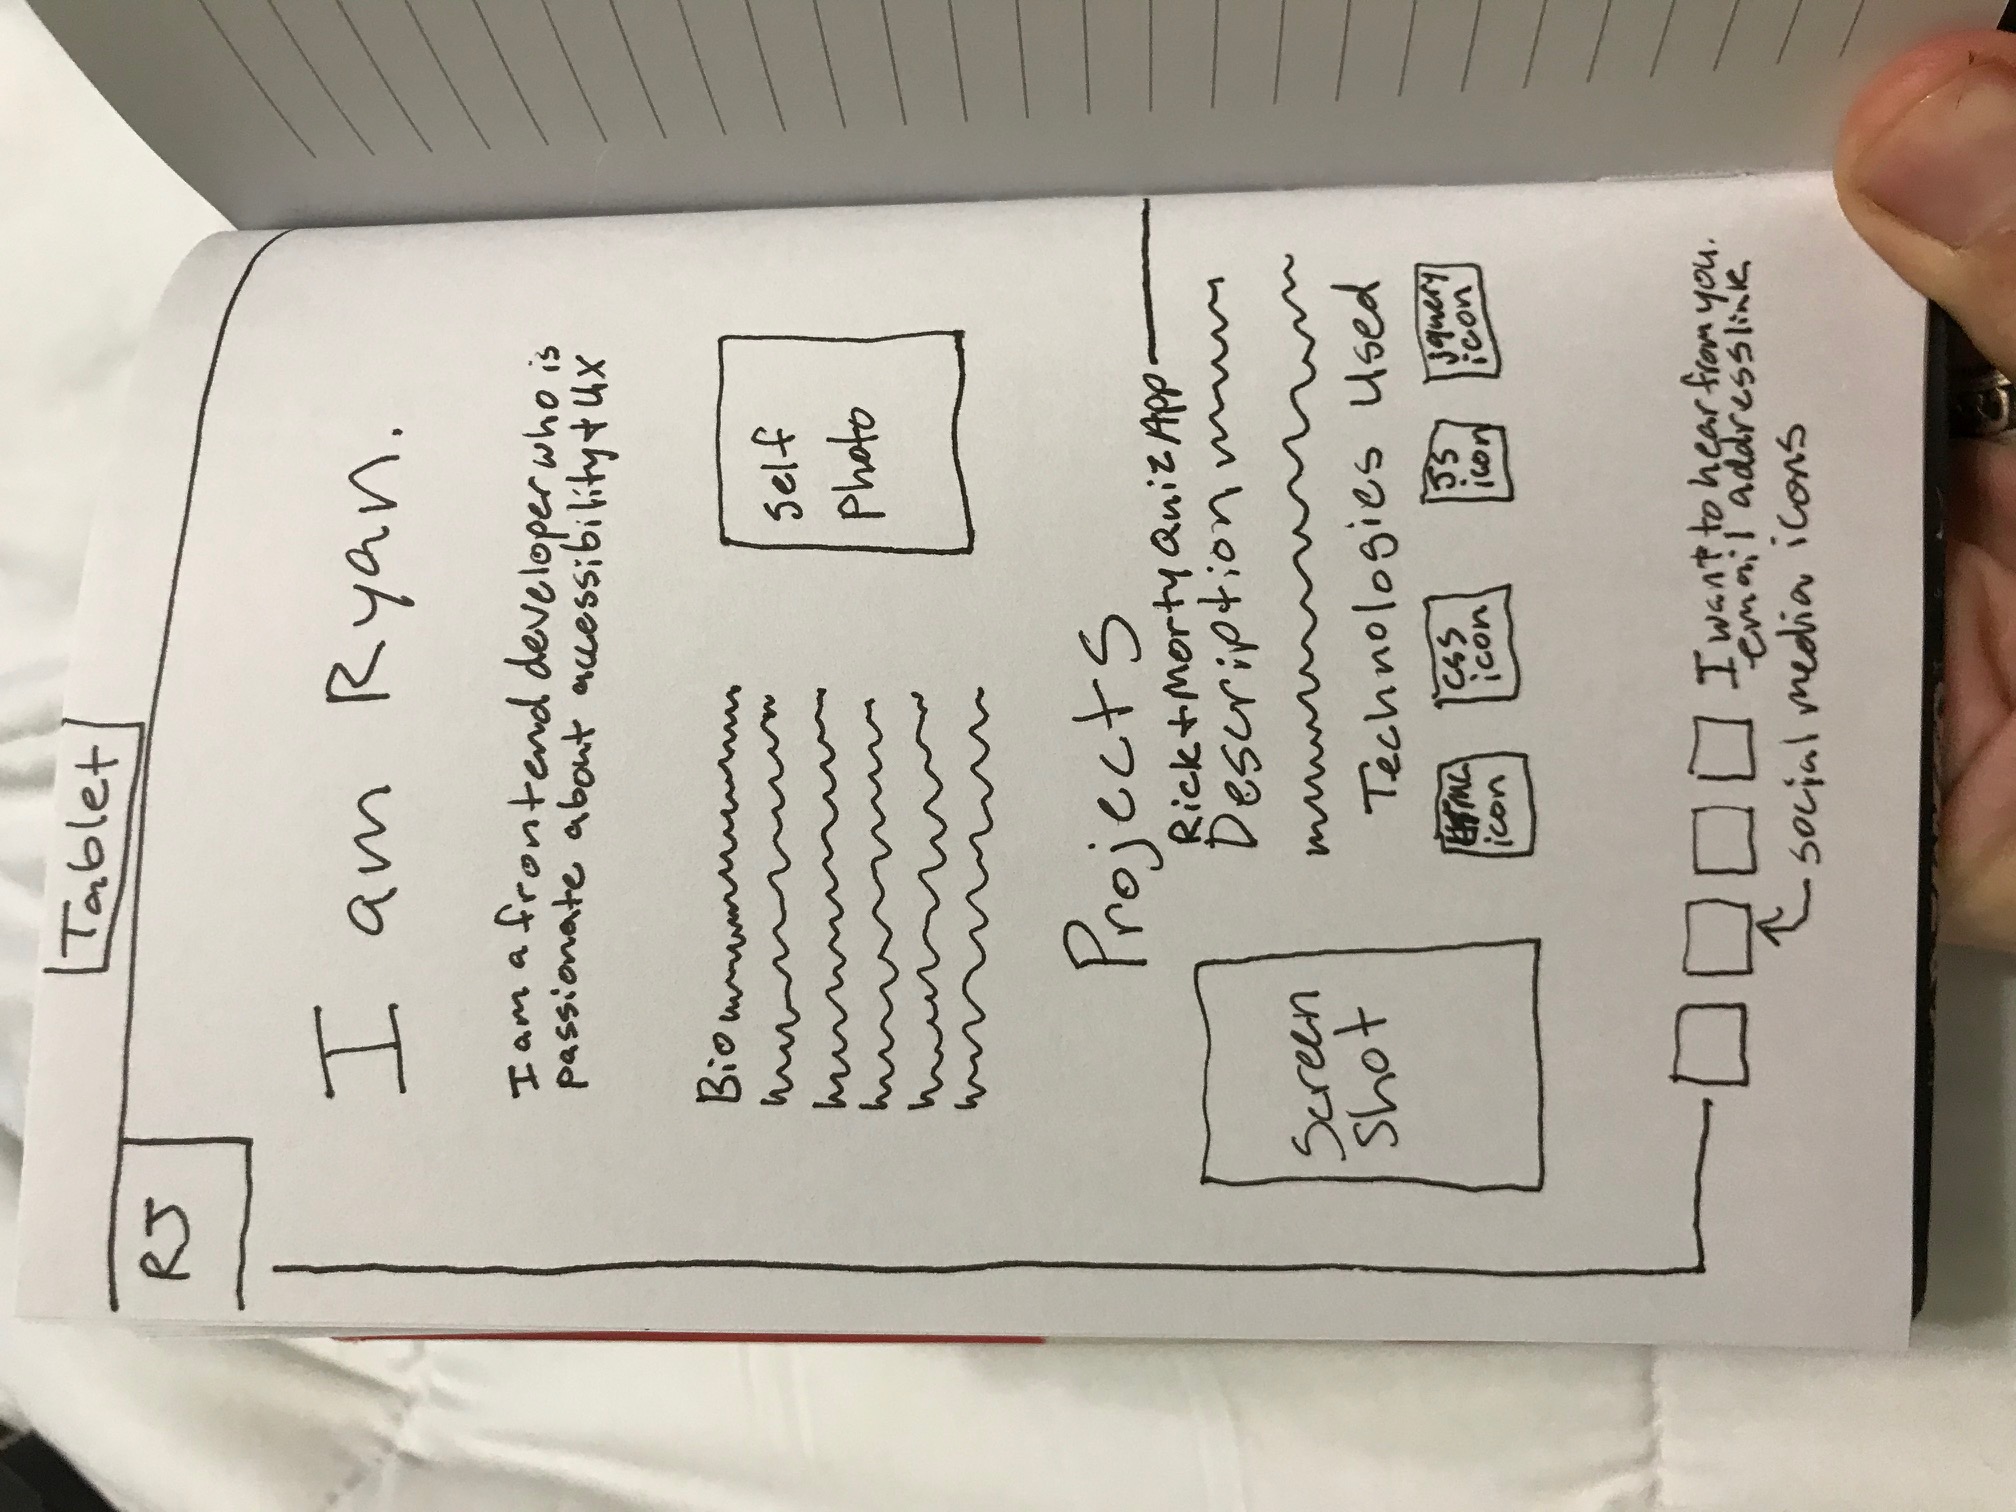 Tablet
RJ
I am Ryan.
I am a frontend developer who is
passionate about accessibility + UX
Bio
Self
Photo
Projects
Rick + Morty Quiz App
Description
Screen
Shot
Technologies Used
HTML
icon
CSS
icon
JS
icon
jquery
icon
I want to hear from you.
email address link
social media icons